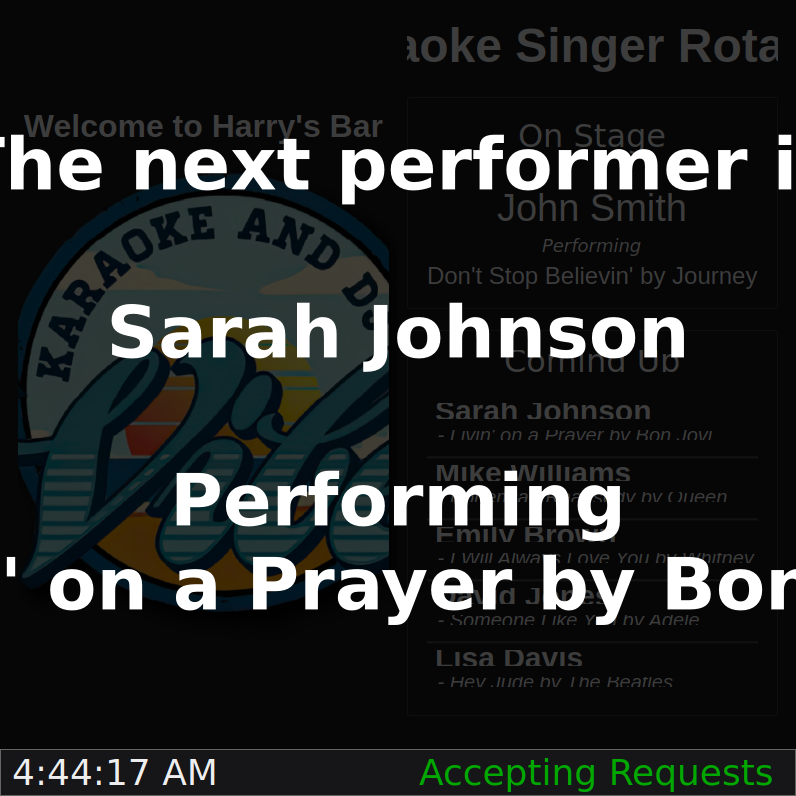 aoke Singer Rota
Welcome to Harry's Bar
The next performer i
On Stage
John Smith
Performing
Don't Stop Believin' by Journey
KARAOKE AND D
Vibe
Sarah Johnson
Performing
' on a Prayer by Bon
Coming Up
Sarah Johnson
- Livin' on a Prayer by Bon Jovi
Mike Williams
by Queen
Emily Brown
- I Will Always Love You by Whitney
David Jones
- Someone Like You by Adele
Lisa Davis
- Hey Jude by The Beatles
4:44:17 AM
Accepting Requests